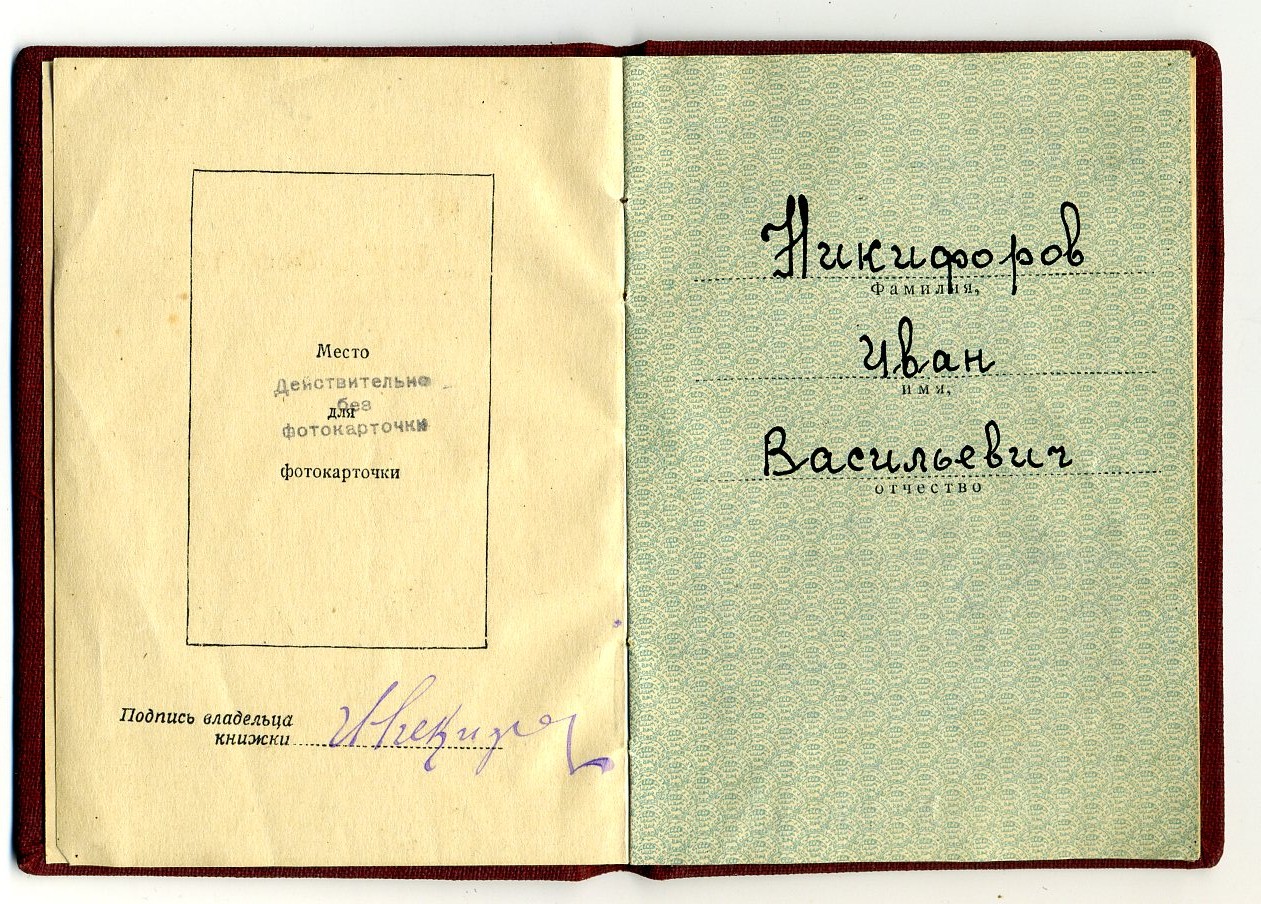 Место
Действительно
без
для
фотокарточки
фотокарточки
Подпись владельца
книжки
Никифоров
Фамилия,
Иван
имя,
Васильевич
отчество